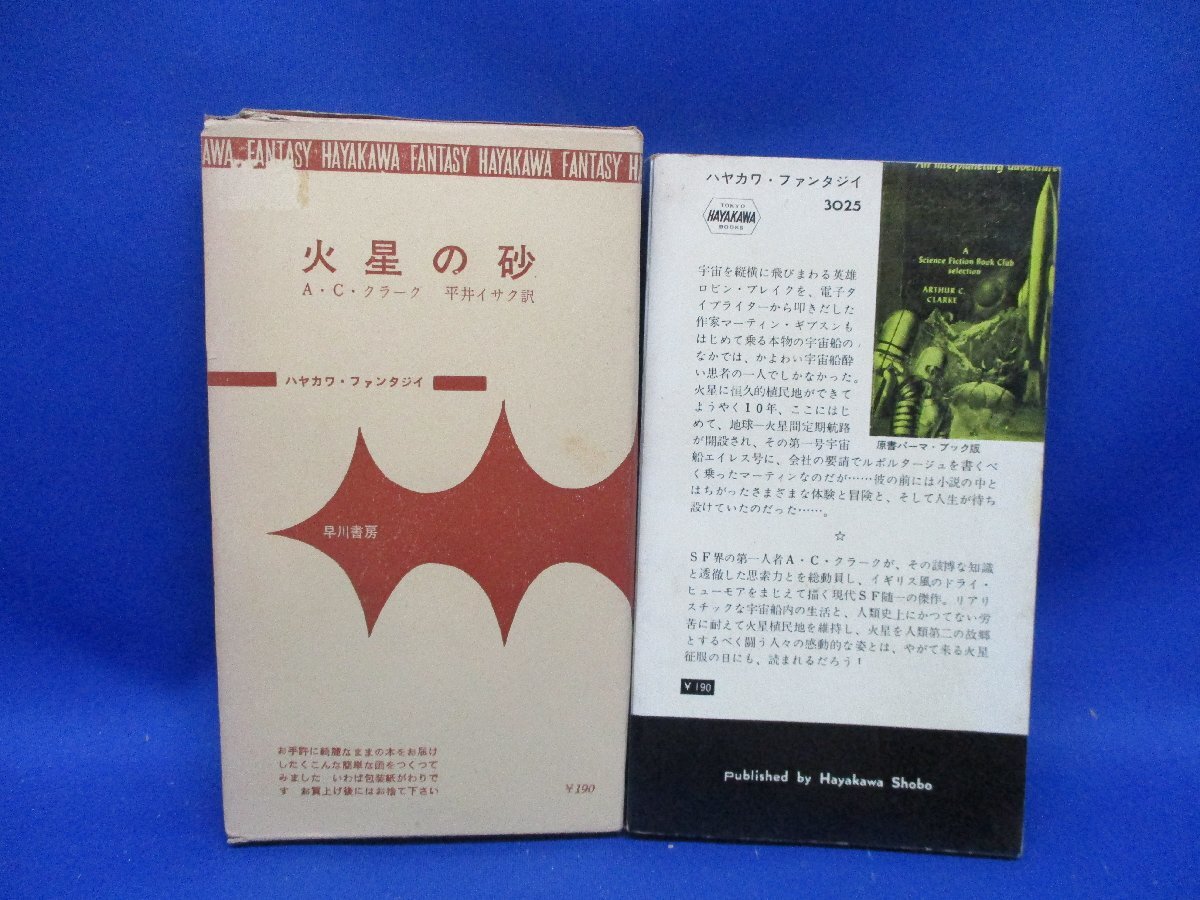 AWA FANTASY HAYAKAWA FANTASY HAYAKAWA FANTASY HA
火星の砂
A・C・クラーク 平井イサク訳
ハヤカワ・ファンタジイ
早川書房
お手許に綺麗なままの本をお届け
したくこんな簡単な函をつくつて
みました いわば包装紙がわりで
す お買上げ後にはお捨て下さい
¥190
ハヤカワ・ファンタジイ
3025
TOKYO
HAYAKAWA
BOOKS
An interplanetary adventure
A
Science Fiction Book Club
selection
ARTHUR C.
CLARKE
原書パーマ・ブック版
宇宙を縦横に飛びまわる英雄
ロビン・ブレイクを、電子タ
イプライターから叩きだした
作家マーティン・ギブスンも
はじめて乗る本物の宇宙船の
なかでは、かよわい宇宙船酔
い患者の一人でしかなかった。
火星に恒久的植民地ができて
ようやく10年、ここにはじ
めて、地球―火星間定期航路
が開設され、その第一号宇宙
船エイレス号に、会社の要請でルポルタージュを書くべ
く乗ったマーティンなのだが……彼の前には小説の中と
はちがったさまざまな体験と冒険と、そして人生が待ち
設けていたのだった……。
☆
SF界の第一人者A・C・クラークが、その該博な知識
と透徹した思索力とを総動員し、イギリス風のドライ・
ヒューモアをまじえて描く現代SF随一の傑作。リアリ
スチックな宇宙船内の生活と、人類史上にかつてない労
苦に耐えて火星植民地を維持し、火星を人類第二の故郷
とするべく闘う人々の感動的な姿とは、やがて来る火星
征服の日にも、読まれるだろう！
¥190
Published by Hayakawa Shobo